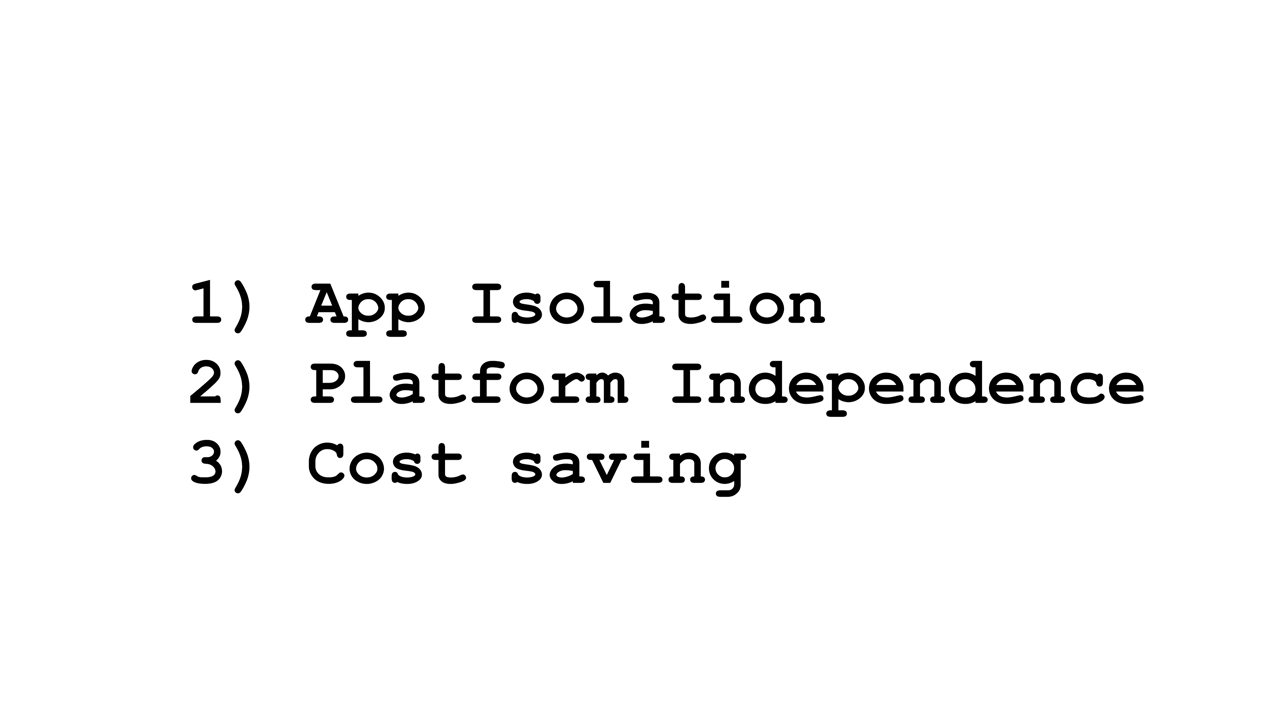 1) App Isolation
2) Platform Independence
3) Cost saving